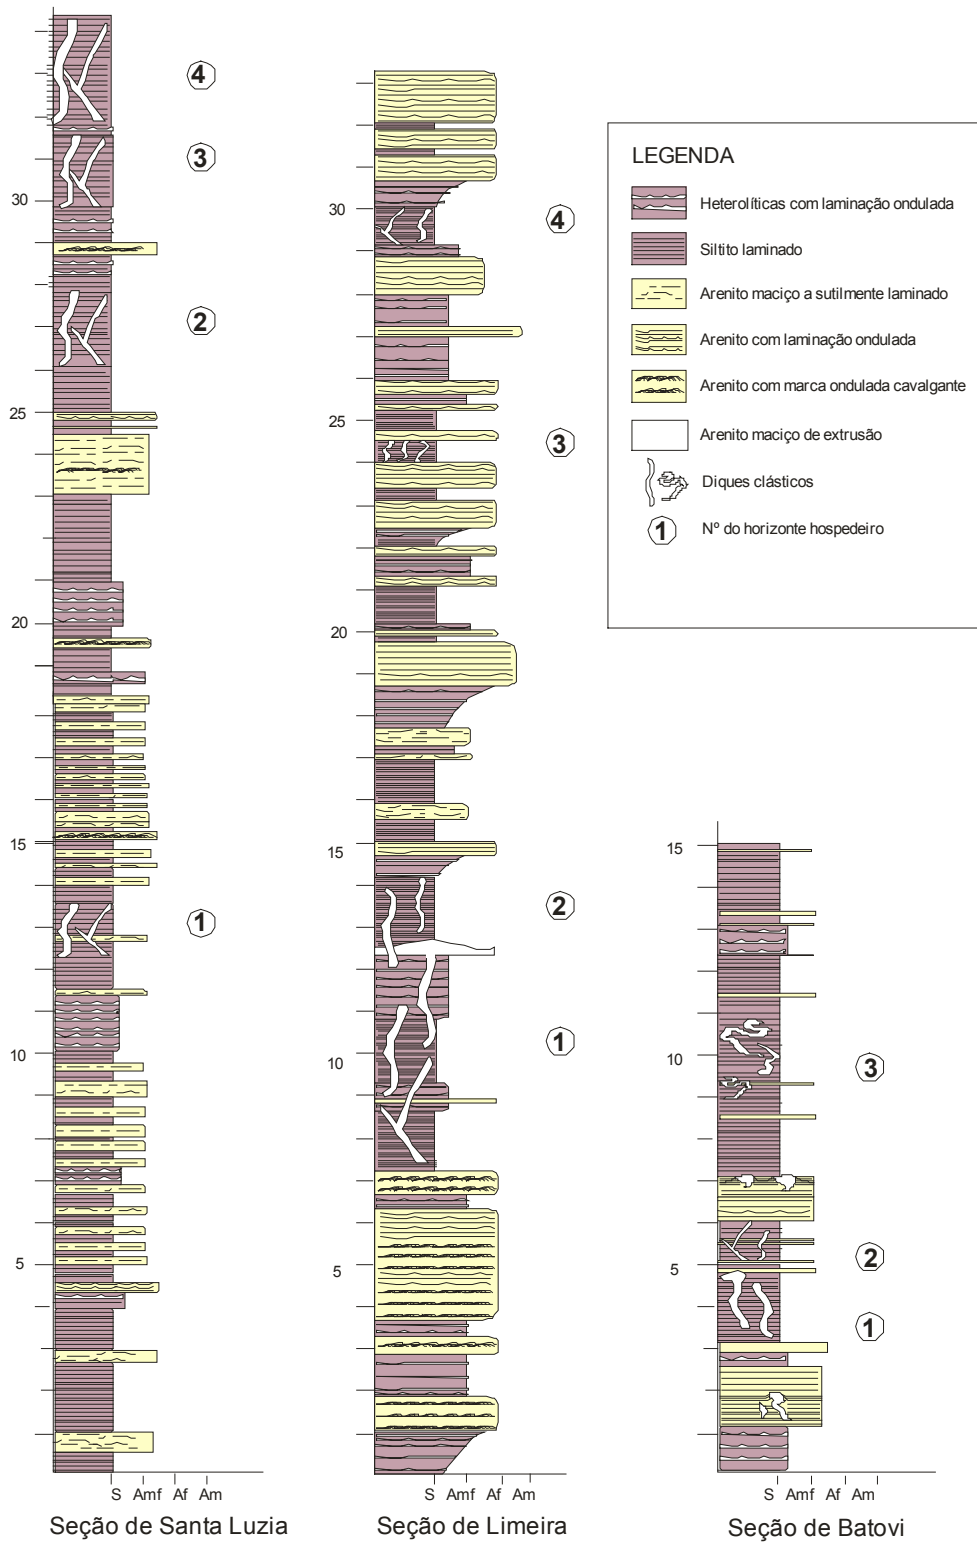 4
3
30
2
25
20
15
1
10
5
S Amf Af Am
Seção de Santa Luzia
30
4
25
3
20
15
2
10
1
5
S Amf Af Am
Seção de Limeira
LEGENDA
Heterolíticas com laminação ondulada
Siltito laminado
Arenito maciço a sutilmente laminado
Arenito com laminação ondulada
Arenito com marca ondulada cavalgante
Arenito maciço de extrusão
Diques clásticos
1 Nº do horizonte hospedeiro
15
10
3
5
2
1
S Amf Af Am
Seção de Batovi